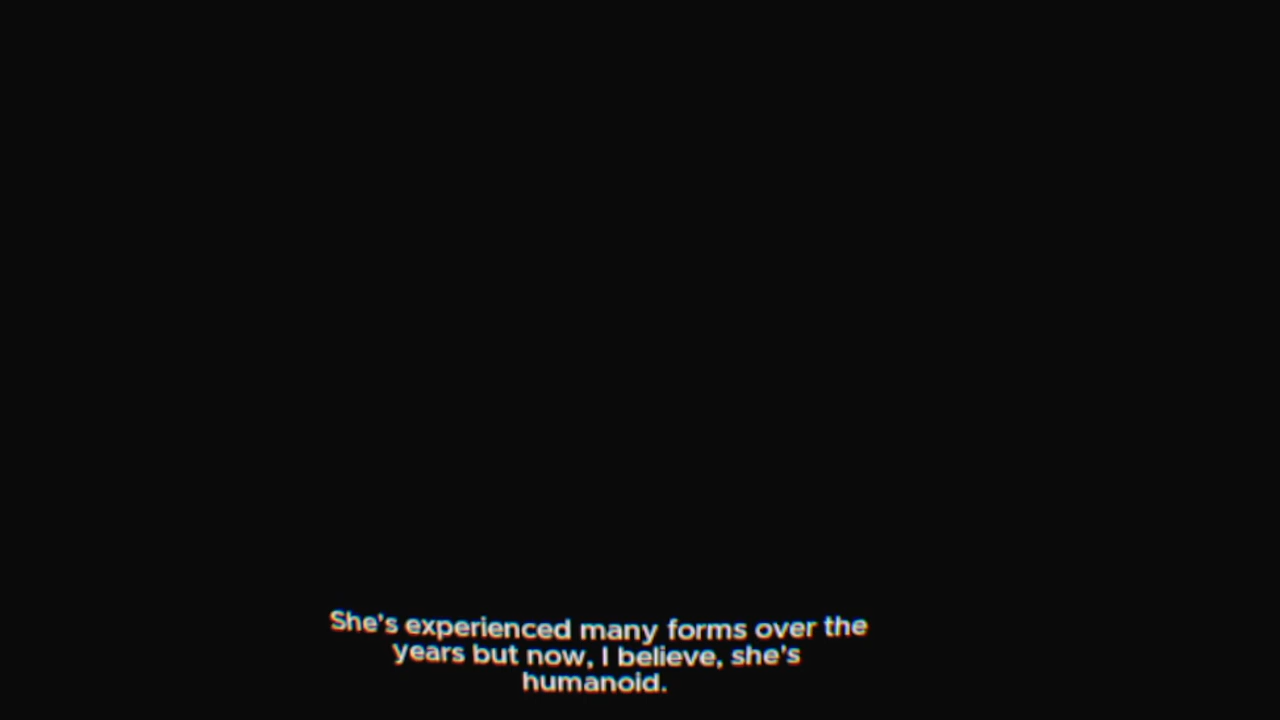 She's experienced many forms over the
years but now, I believe, she's
humanoid.